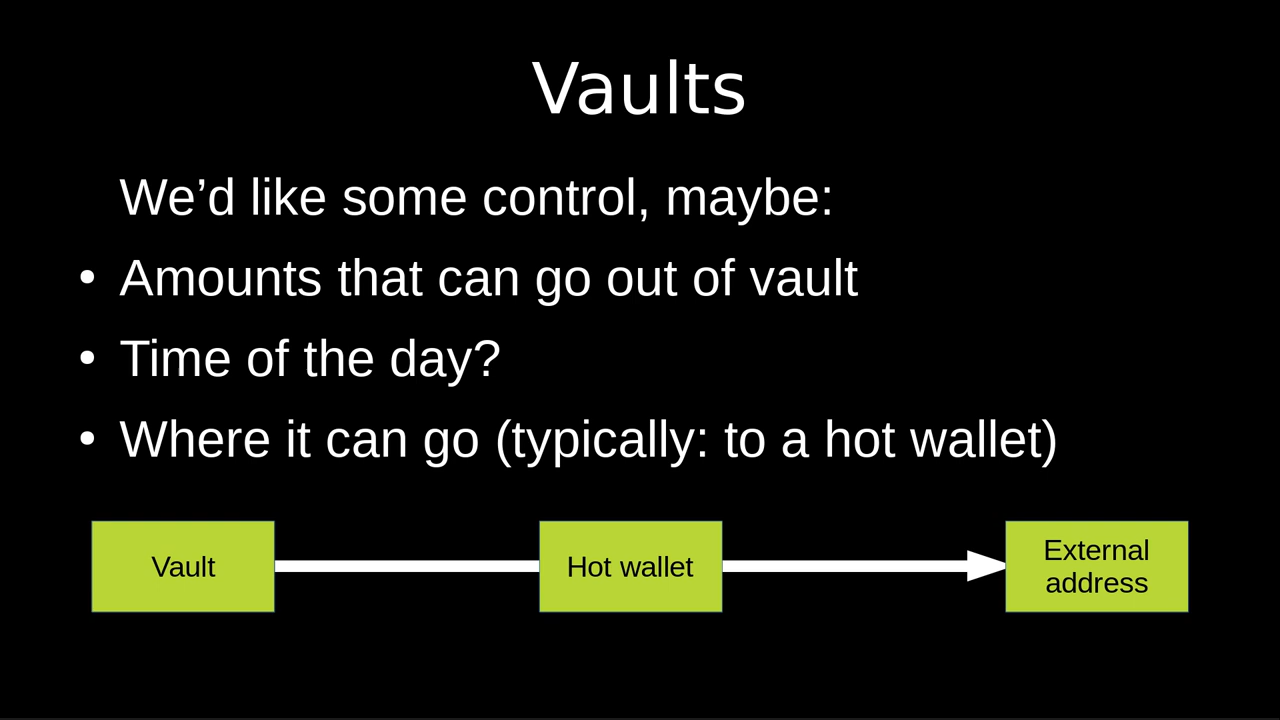 Vaults
We’d like some control, maybe:
• Amounts that can go out of vault
• Time of the day?
• Where it can go (typically: to a hot wallet)
Vault
Hot wallet
External
address